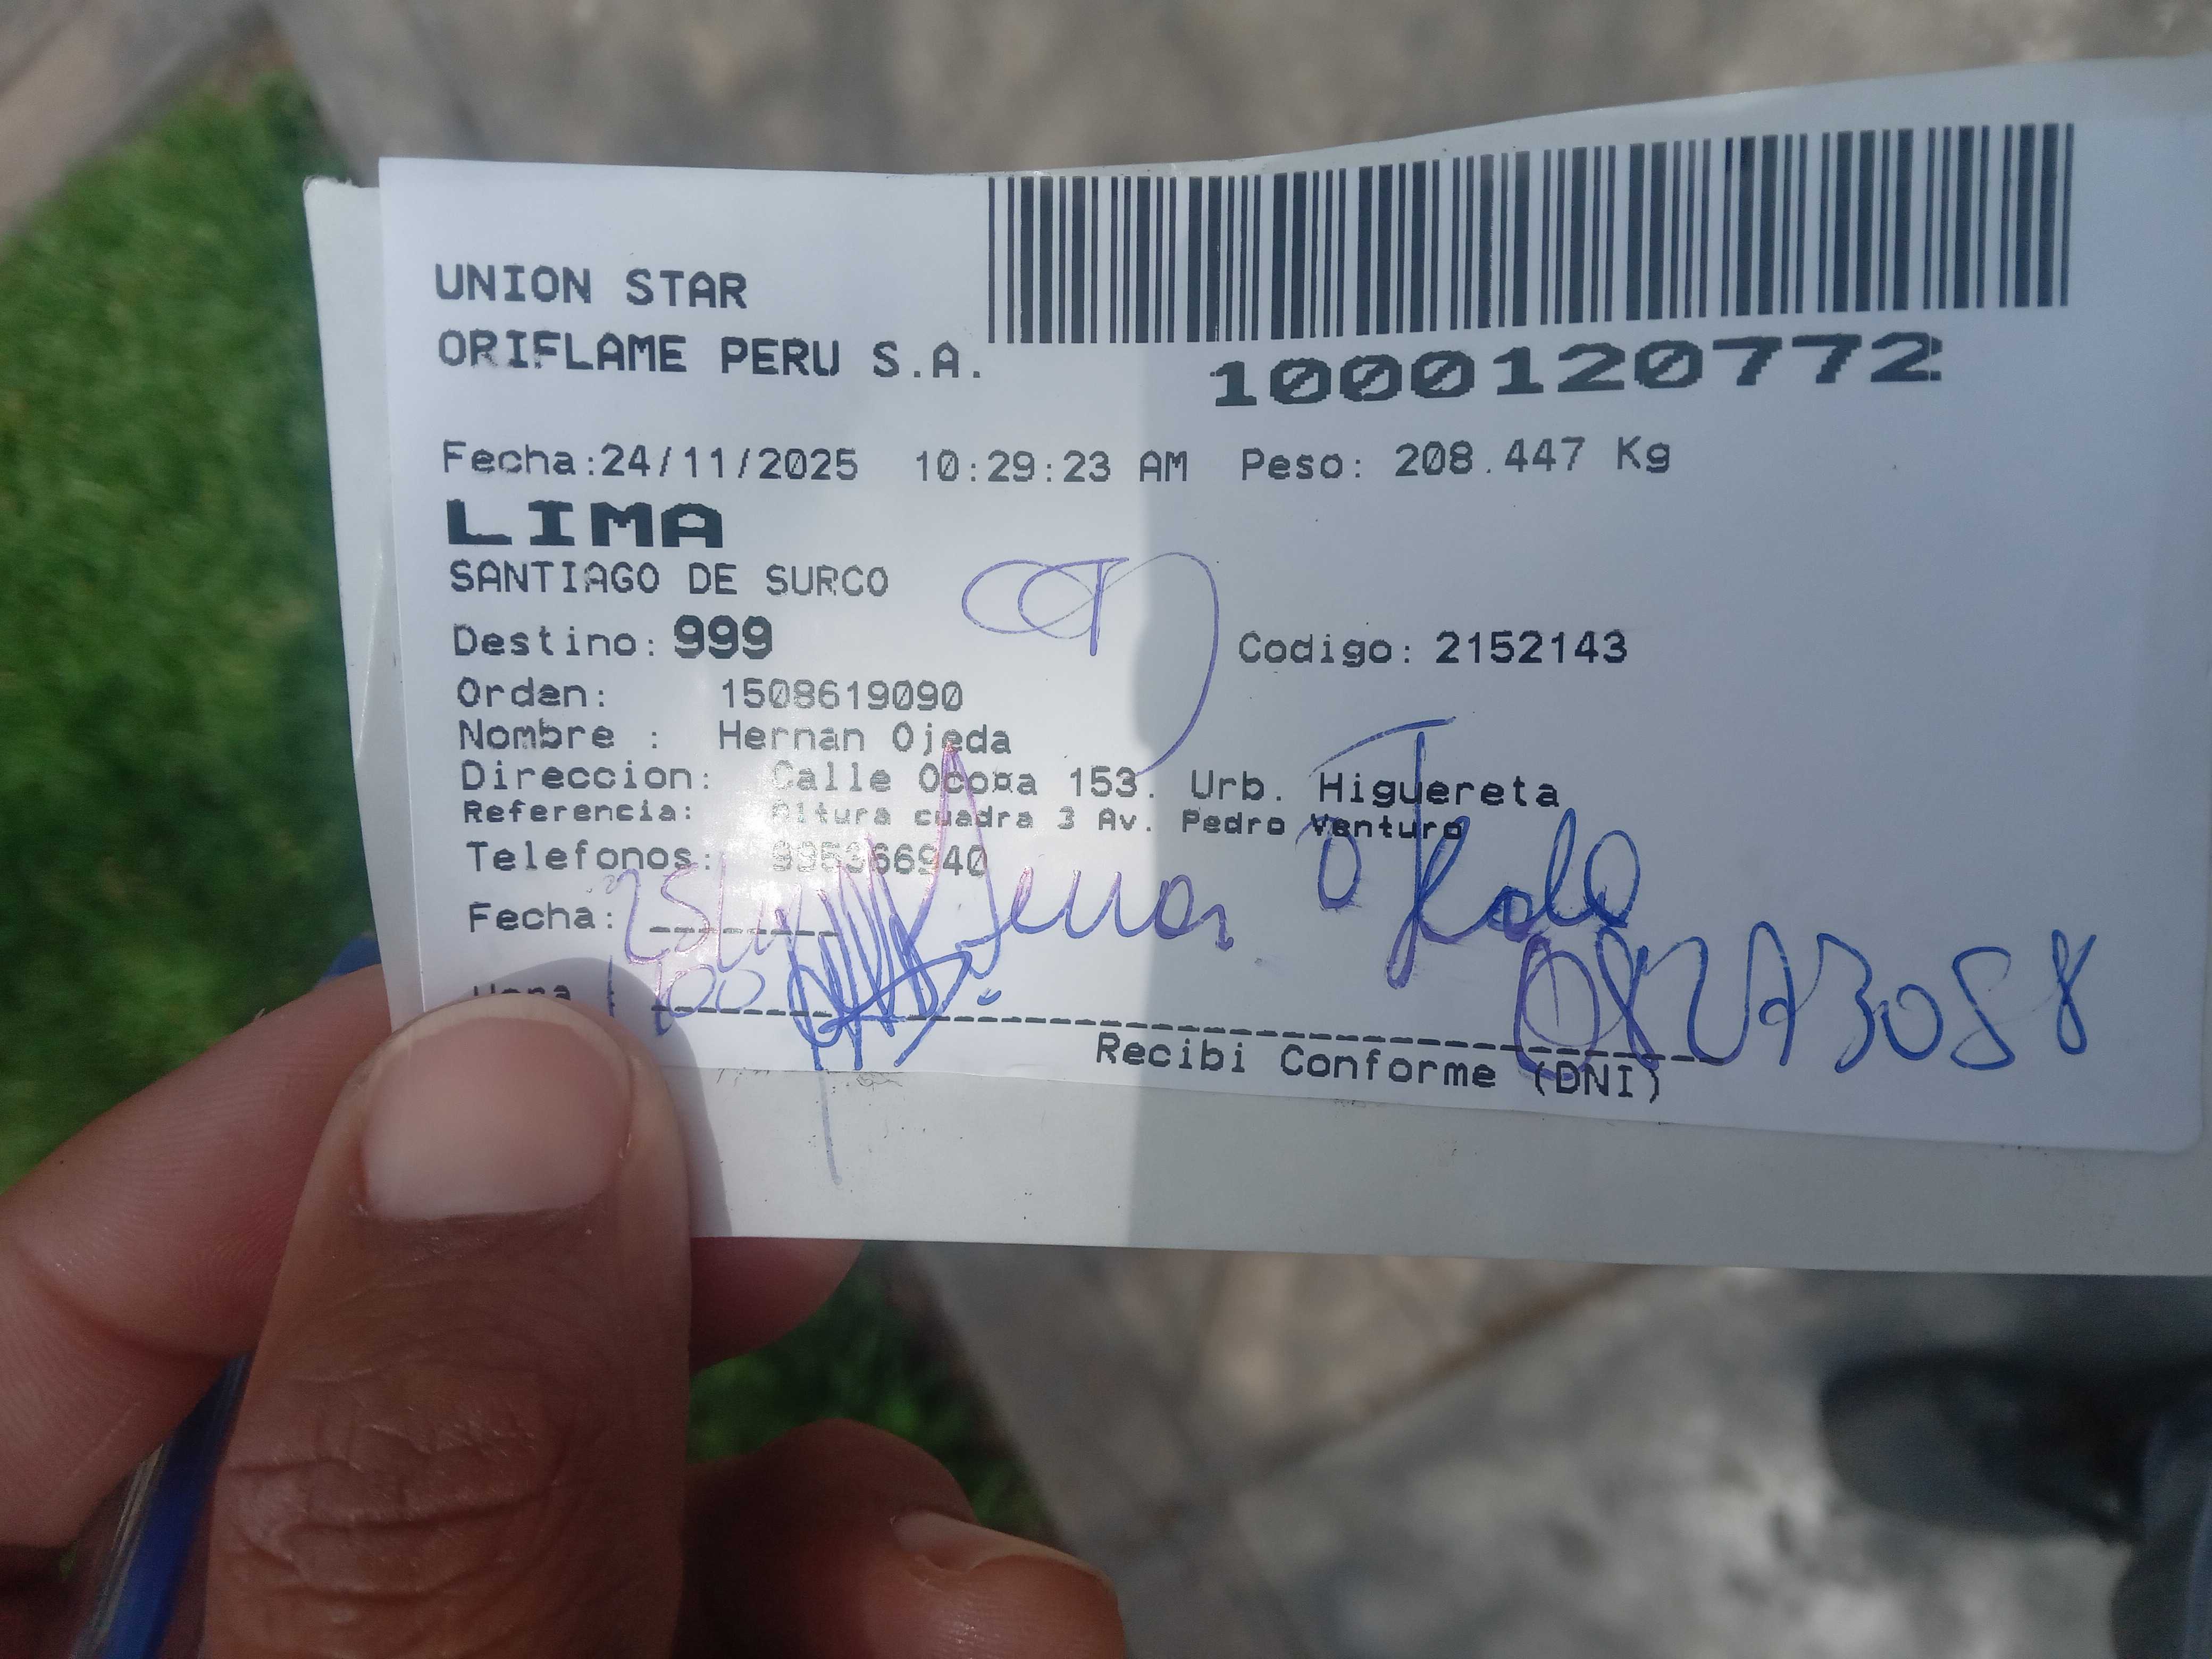 UNION STAR
ORIFLAME PERU S.A.
1000120772
Fecha:24/11/2025 10:29:23 AM Peso: 208.447 Kg
LIMA
SANTIAGO DE SURCO
Destino: 999 Codigo: 2152143
Orden: 1508619090
Nombre : Hernan Ojeda
Direccion: Calle Ocoña 153. Urb. Higuereta
Referencia: Altura cuadra 3 Av. Pedro Venturo
Telefonos:
Fecha:
Hora
Recibi Conforme (DNI)